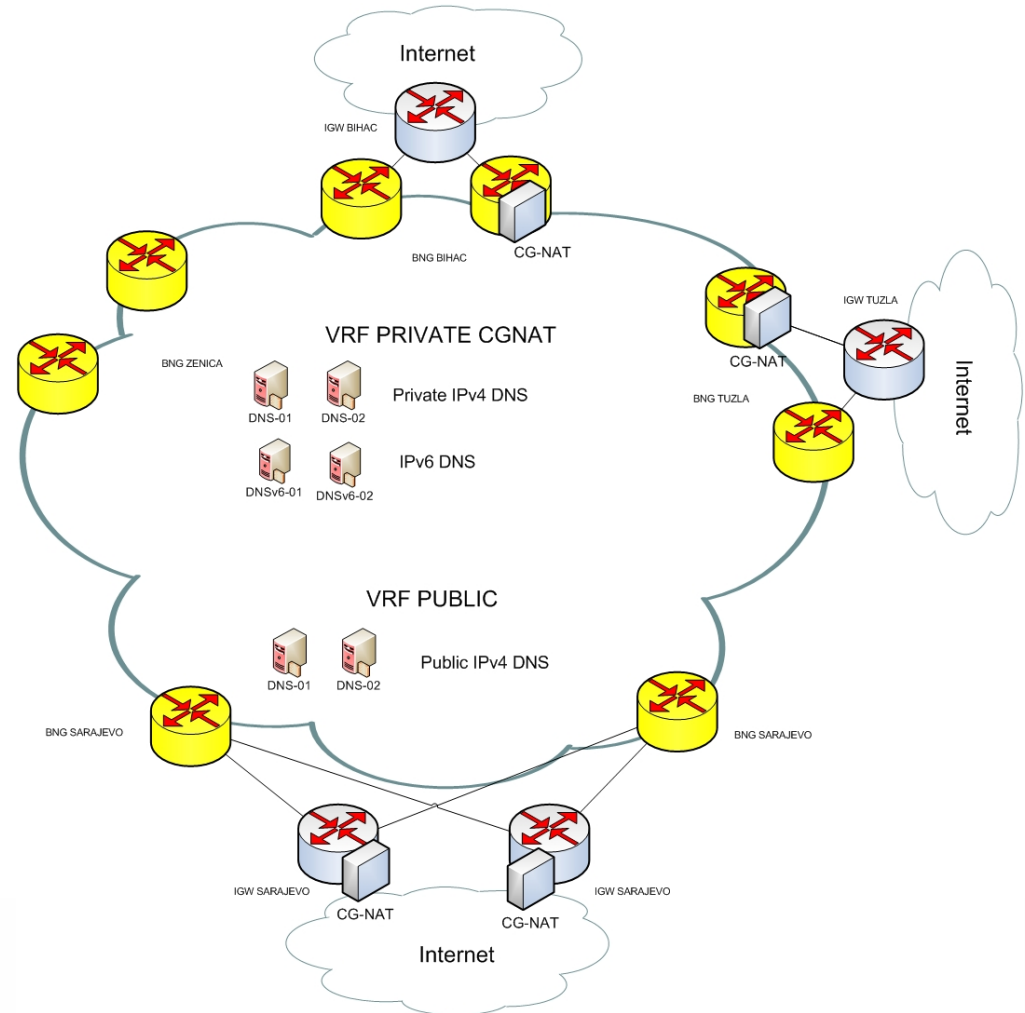 Internet
IGW BIHAC
CG-NAT
BNG BIHAC
IGW TUZLA
VRF PRIVATE CGNAT
CG-NAT
BNG ZENICA
Internet
Private IPv4 DNS
BNG TUZLA
DNS-01
DNS-02
IPv6 DNS
DNSv6-01
DNSv6-02
VRF PUBLIC
Public IPv4 DNS
DNS-01
DNS-02
BNG SARAJEVO
BNG SARAJEVO
IGW SARAJEVO
IGW SARAJEVO
CG-NAT
CG-NAT
Internet